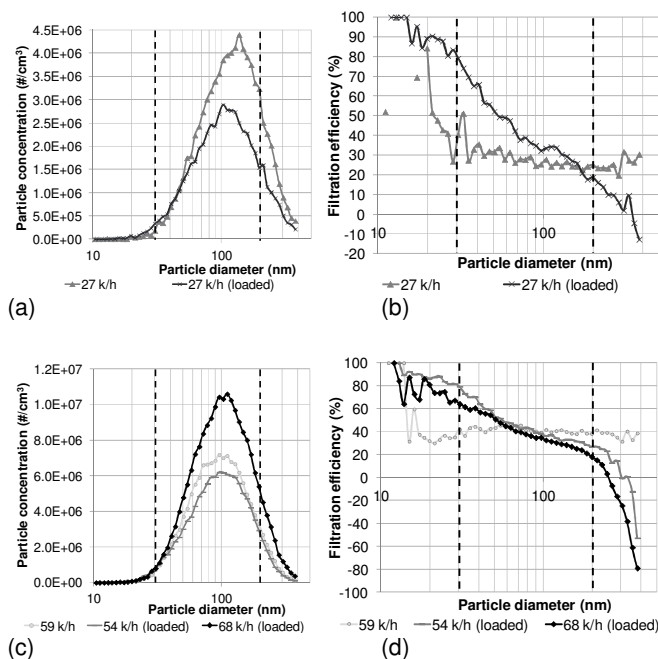 4.5E+06
4.0E+06
3.5E+06
3.0E+06
2.5E+06
2.0E+06
1.5E+06
1.0E+06
5.0E+05
0.0E+00
Particle concentration (#/cm³)
10
100
Particle diameter (nm)
27 k/h
27 k/h (loaded)
(a)
100
90
80
70
60
50
40
30
20
10
0
-10
-20
Filtration efficiency (%)
10
100
Particle diameter (nm)
27 k/h
27 k/h (loaded)
(b)
1.2E+07
1.0E+07
8.0E+06
6.0E+06
4.0E+06
2.0E+06
0.0E+00
Particle concentration (#/cm³)
10
100
Particle diameter (nm)
59 k/h
54 k/h (loaded)
68 k/h (loaded)
(c)
100
80
60
40
20
0
-20
-40
-60
-80
-100
Filtration efficiency (%)
10
100
Particle diameter (nm)
59 k/h
54 k/h (loaded)
68 k/h (loaded)
(d)